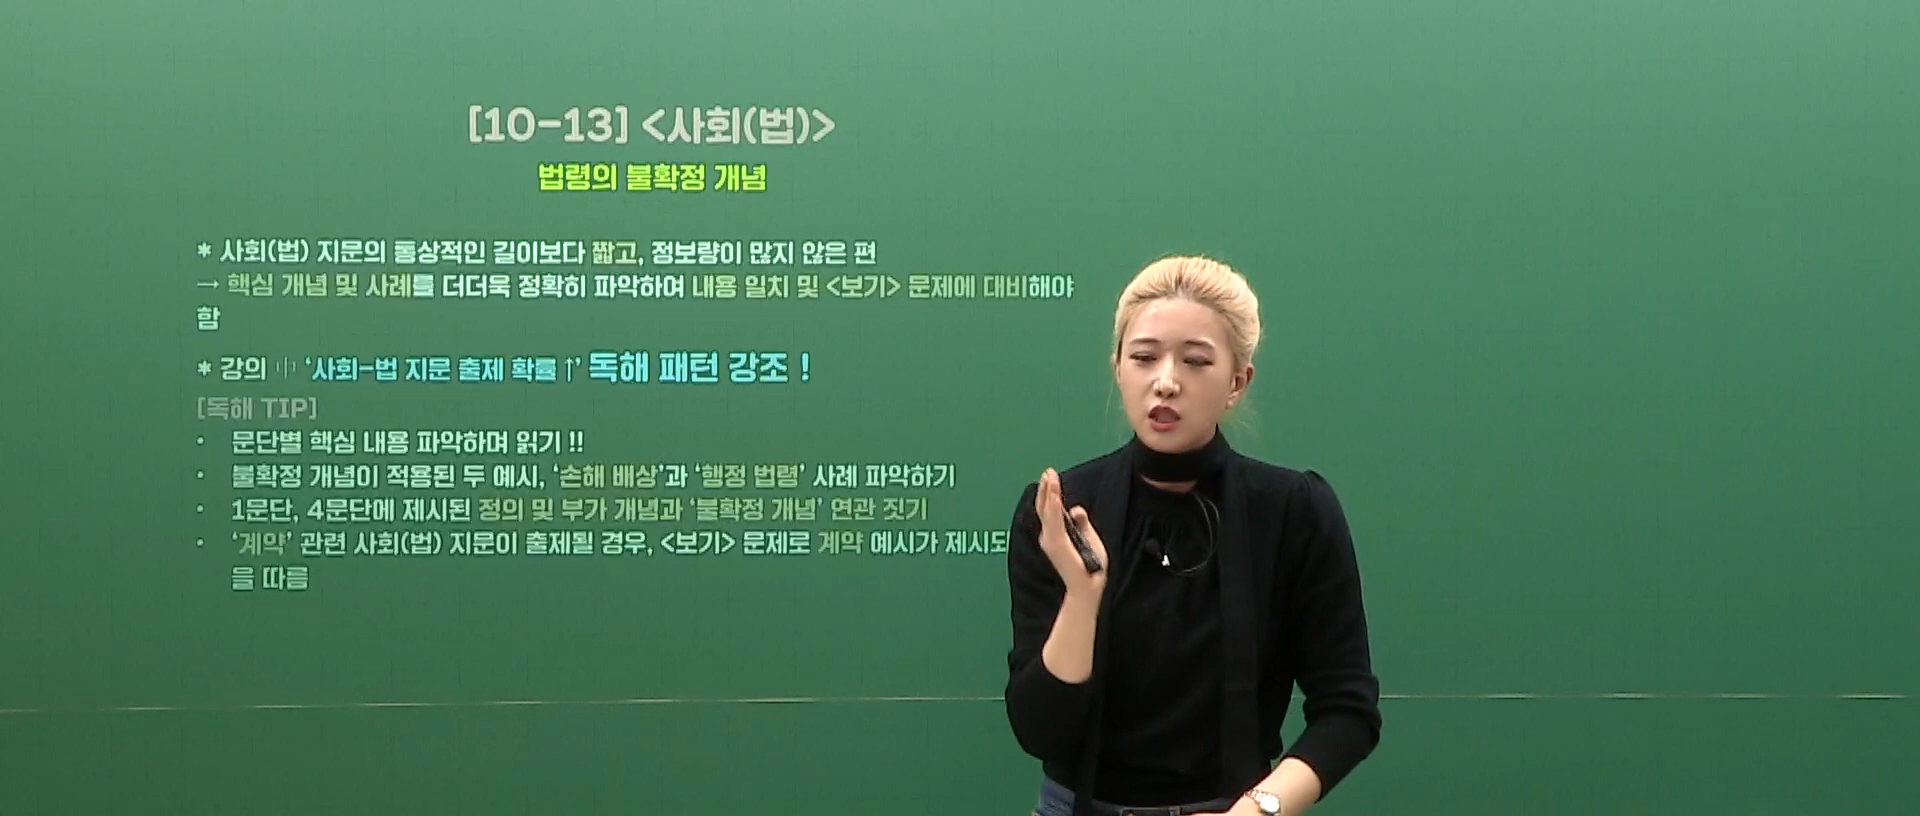 [10-13] <사회(법)>
법령의 불확정 개념
* 사회(법) 지문의 통상적인 길이보다 짧고, 정보량이 많지 않은 편
→ 핵심 개념 및 사례를 더더욱 정확히 파악하여 내용 일치 및 <보기> 문제에 대비해야
함
* 강의 中 ‘사회-법 지문 출제 확률↑’ 독해 패턴 강조 !
[독해 TIP]
• 문단별 핵심 내용 파악하며 읽기 !!
• 불확정 개념이 적용된 두 예시, ‘손해 배상’과 ‘행정 법령’ 사례 파악하기
• 1문단, 4문단에 제시된 정의 및 부가 개념과 ‘불확정 개념’ 연관 짓기
• ‘계약’ 관련 사회(법) 지문이 출제될 경우, <보기> 문제로 계약 예시가
을 따름